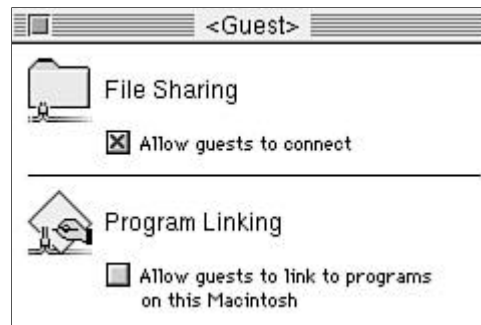 <Guest>
File Sharing
Allow guests to connect
Program Linking
Allow guests to link to programs
on this Macintosh